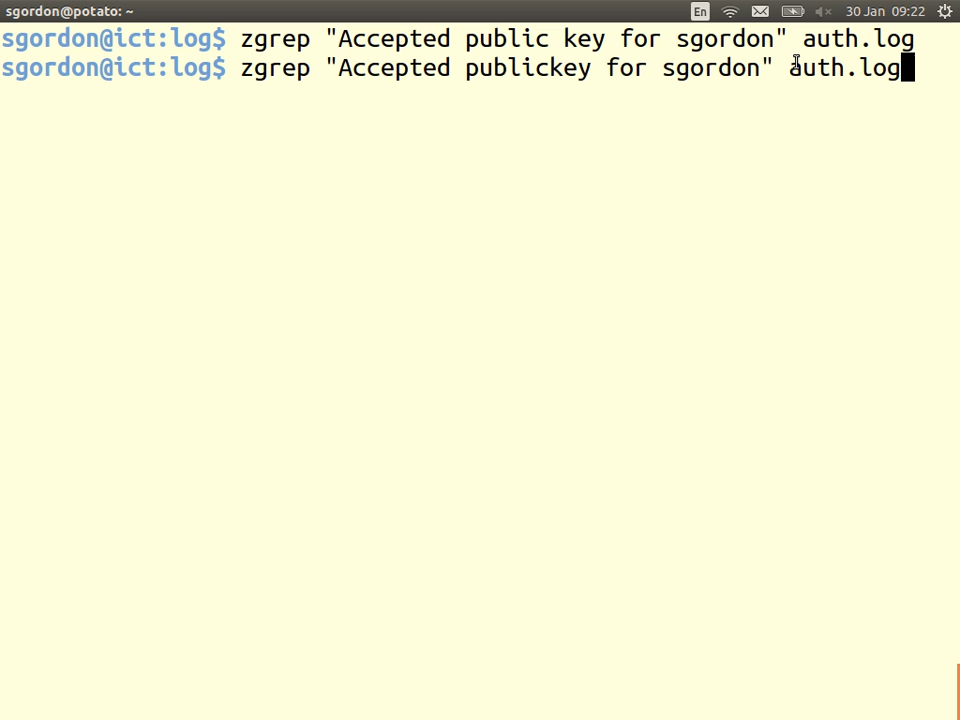 sgordon@potato: ~ En 30 Jan 09:22
sgordon@ict:log$ zgrep "Accepted public key for sgordon" auth.log
sgordon@ict:log$ zgrep "Accepted publickey for sgordon" auth.log